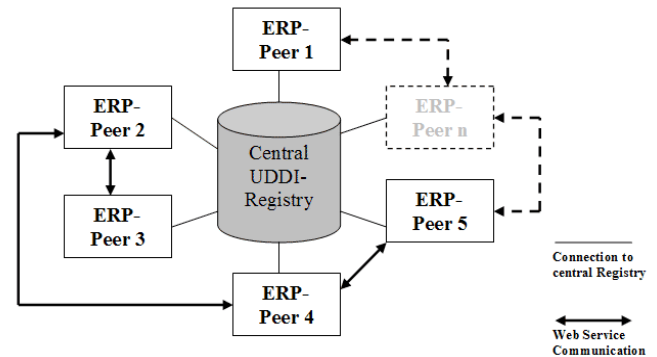 ERP-
Peer 1
ERP-
Peer 2
ERP-
Peer n
Central
UDDI-
Registry
ERP-
Peer 3
ERP-
Peer 5
ERP-
Peer 4
Connection to
central Registry
Web Service
Communication